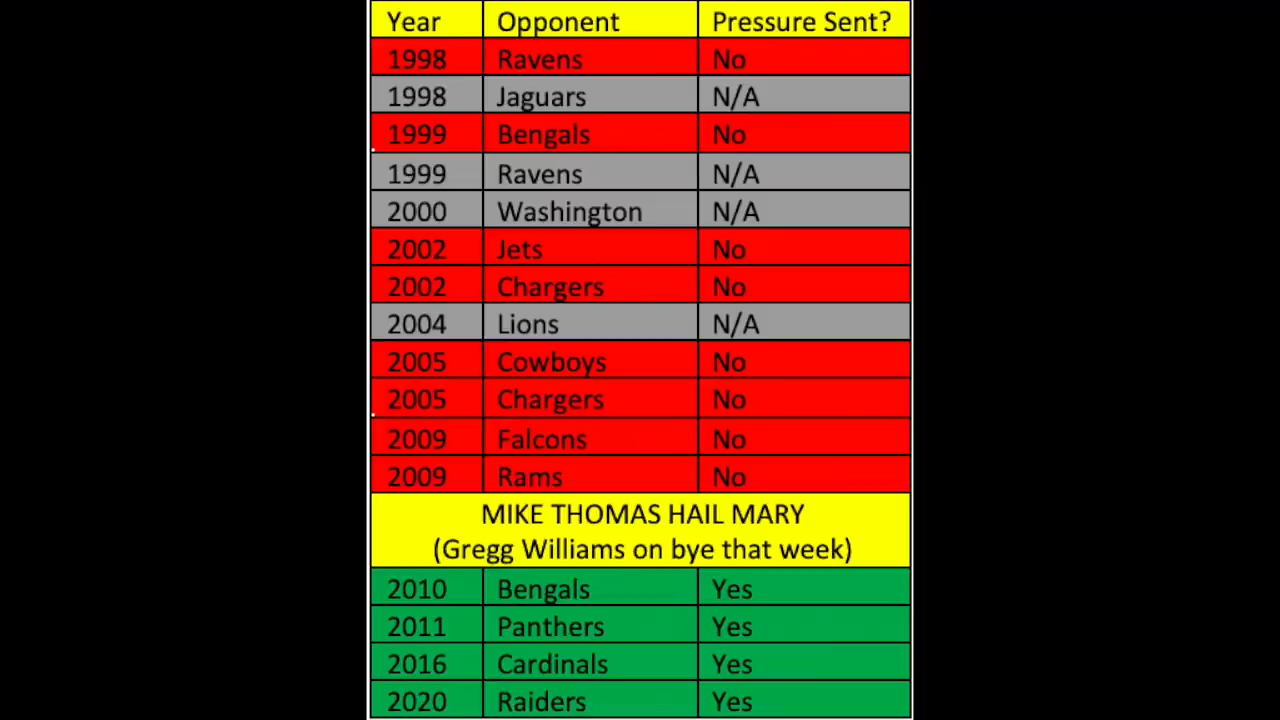 Year Opponent Pressure Sent?
1998 Ravens No
1998 Jaguars N/A
1999 Bengals No
1999 Ravens N/A
2000 Washington N/A
2002 Jets No
2002 Chargers No
2004 Lions N/A
2005 Cowboys No
2005 Chargers No
2009 Falcons No
2009 Rams No
MIKE THOMAS HAIL MARY
(Gregg Williams on bye that week)
2010 Bengals Yes
2011 Panthers Yes
2016 Cardinals Yes
2020 Raiders Yes